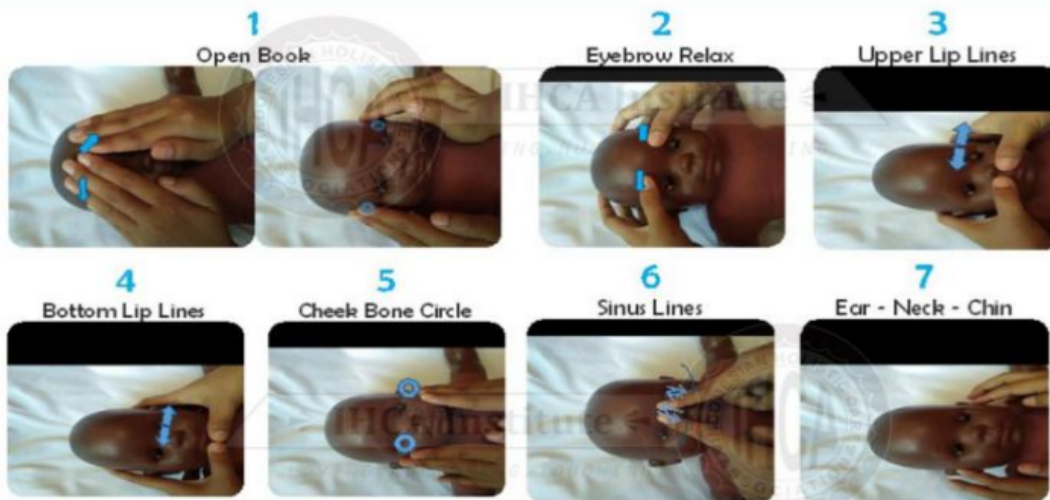 1
Open Book
2
Eyebrow Relax
3
Upper Lip Lines
4
Bottom Lip Lines
5
Cheek Bone Circle
6
Sinus Lines
7
Ear - Neck - Chin
IHCA Institute
IHCA Institute